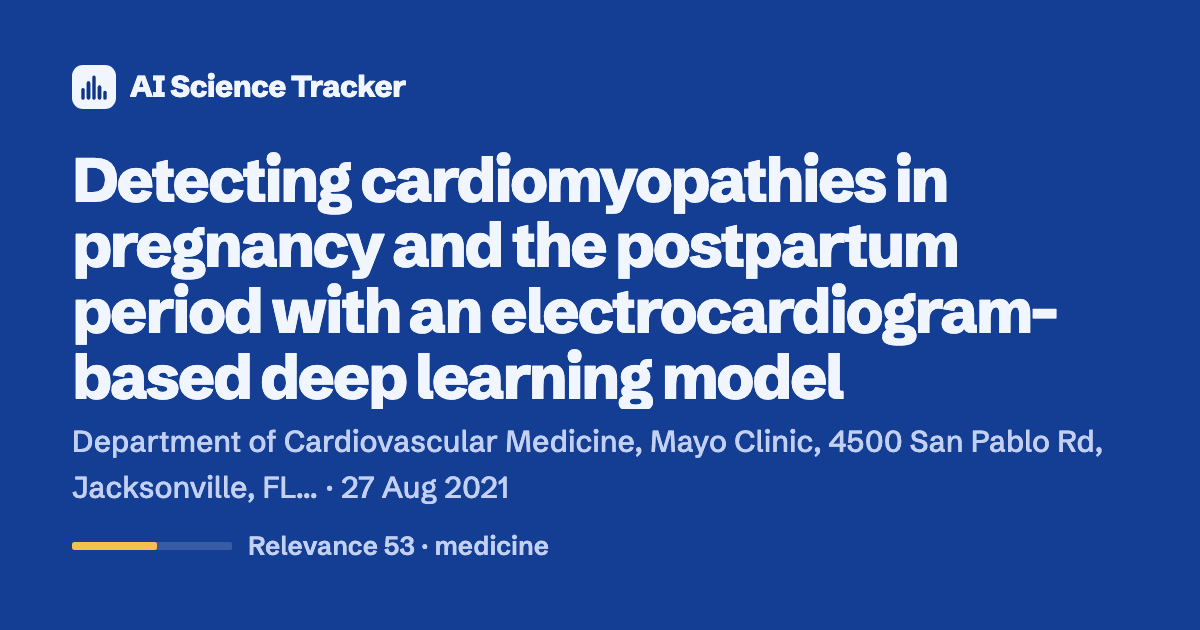 AI Science Tracker
Detecting cardiomyopathies in
pregnancy and the postpartum
period with an electrocardiogram-
based deep learning model
Department of Cardiovascular Medicine, Mayo Clinic, 4500 San Pablo Rd,
Jacksonville, FL... · 27 Aug 2021
Relevance 53 · medicine